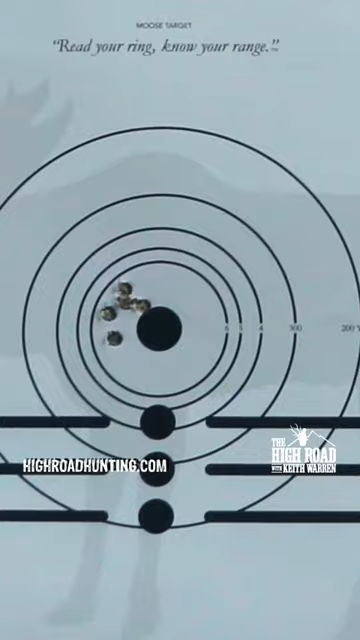 MOOSE TARGET
“Read your ring, know your range.”
6 5 4 300 200
HIGHROADHUNTING.COM
THE
HIGH ROAD
WITH KEITH WARREN